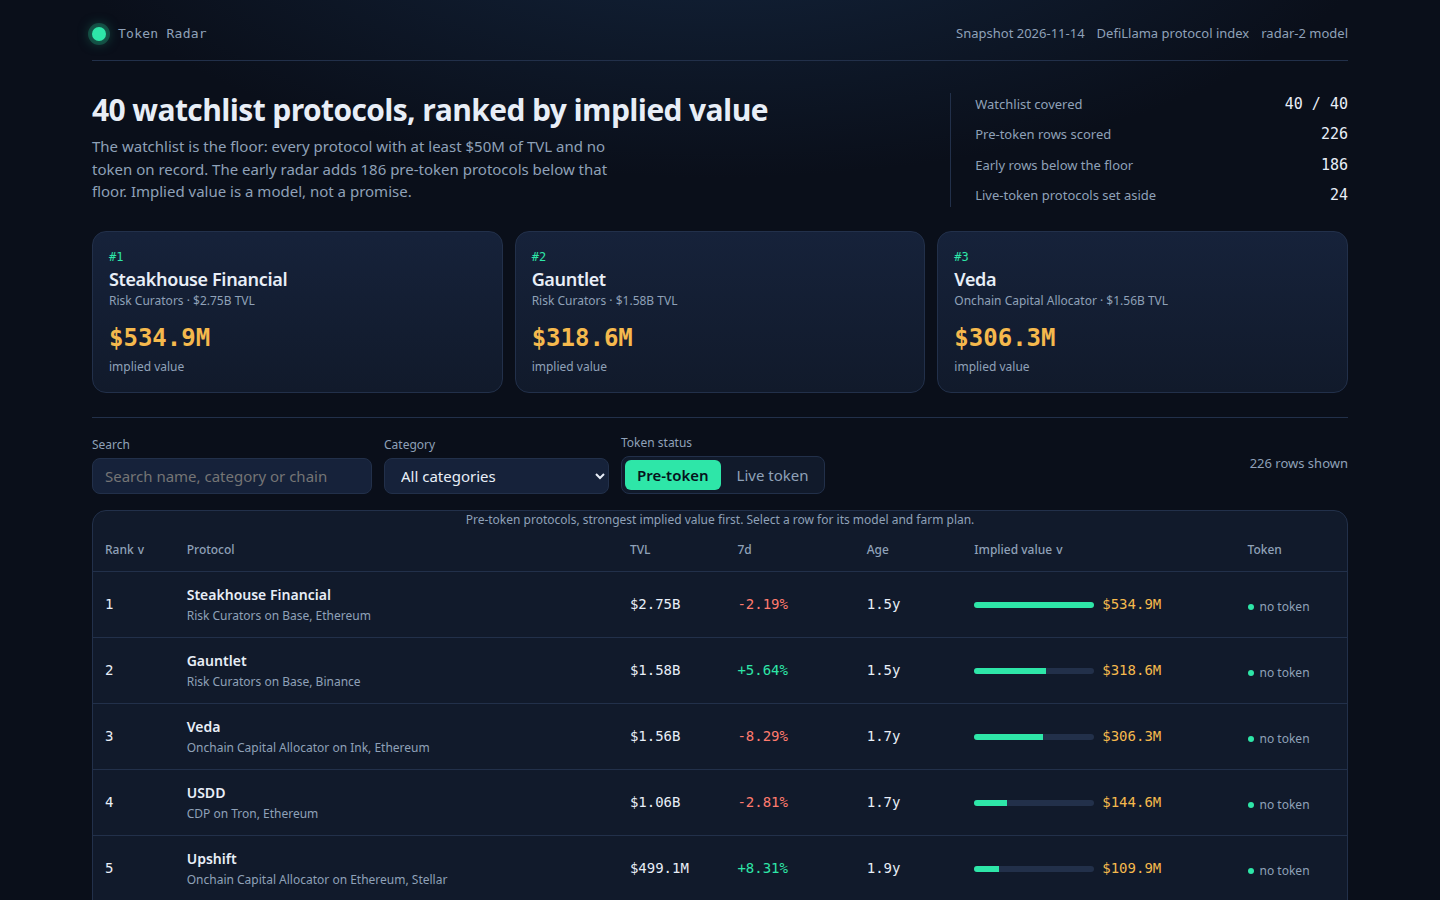 Token Radar
Snapshot 2026-11-14 DefiLlama protocol index radar-2 model
40 watchlist protocols, ranked by implied value
The watchlist is the floor: every protocol with at least $50M of TVL and no
token on record. The early radar adds 186 pre-token protocols below that
floor. Implied value is a model, not a promise.
Watchlist covered 40 / 40
Pre-token rows scored 226
Early rows below the floor 186
Live-token protocols set aside 24
#1
Steakhouse Financial
Risk Curators · $2.75B TVL
$534.9M
implied value
#2
Gauntlet
Risk Curators · $1.58B TVL
$318.6M
implied value
#3
Veda
Onchain Capital Allocator · $1.56B TVL
$306.3M
implied value
Search
Search name, category or chain
Category
All categories
Token status
Pre-token Live token
226 rows shown
Pre-token protocols, strongest implied value first. Select a row for its model and farm plan.
Rank v Protocol TVL 7d Age Implied value v Token
1 Steakhouse Financial $2.75B -2.19% 1.5y $534.9M no token
Risk Curators on Base, Ethereum
2 Gauntlet $1.58B +5.64% 1.5y $318.6M no token
Risk Curators on Base, Binance
3 Veda $1.56B -8.29% 1.7y $306.3M no token
Onchain Capital Allocator on Ink, Ethereum
4 USDD $1.06B -2.81% 1.7y $144.6M no token
CDP on Tron, Ethereum
5 Upshift $499.1M +8.31% 1.9y $109.9M no token
Onchain Capital Allocator on Ethereum, Stellar